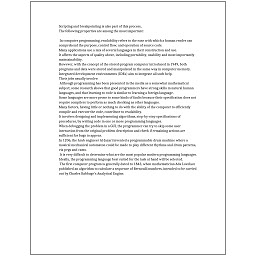 Scripting and breakpointing is also part of this process.
The following properties are among the most important:
In computer programming, readability refers to the ease with which a human reader can
comprehend the purpose, control flow, and operation of source code.
Many applications use a mix of several languages in their construction and use.
It affects the aspects of quality above, including portability, usability and most importantly
maintainability.
However, with the concept of the stored-program computer introduced in 1949, both
programs and data were stored and manipulated in the same way in computer memory.
Integrated development environments (IDEs) aim to integrate all such help.
Their jobs usually involve:
Although programming has been presented in the media as a somewhat mathematical
subject, some research shows that good programmers have strong skills in natural human
languages, and that learning to code is similar to learning a foreign language.
Some languages are more prone to some kinds of faults because their specification does not
require compilers to perform as much checking as other languages.
Many factors, having little or nothing to do with the ability of the computer to efficiently
compile and execute the code, contribute to readability.
It involves designing and implementing algorithms, step-by-step specifications of
procedures, by writing code in one or more programming languages.
When debugging the problem in a GUI, the programmer can try to skip some user
interaction from the original problem description and check if remaining actions are
sufficient for bugs to appear.
In 1206, the Arab engineer Al-Jazari invented a programmable drum machine where a
musical mechanical automaton could be made to play different rhythms and drum patterns,
via pegs and cams.
It is very difficult to determine what are the most popular modern programming languages.
Ideally, the programming language best suited for the task at hand will be selected.
The first computer program is generally dated to 1843, when mathematician Ada Lovelace
published an algorithm to calculate a sequence of Bernoulli numbers, intended to be carried
out by Charles Babbage's Analytical Engine.